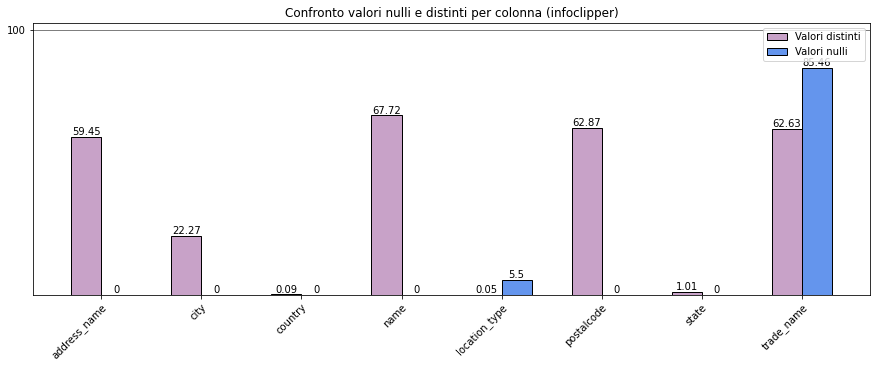 Confronto valori nulli e distinti per colonna (infoclipper)
100
Valori distinti
Valori nulli
59.45
0
22.27
0
0.09
0
67.72
0
0.05
5.5
62.87
0
1.01
0
62.63
85.46
address_name
city
country
name
location_type
postalcode
state
trade_name